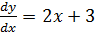 dy/dx = 2x + 3